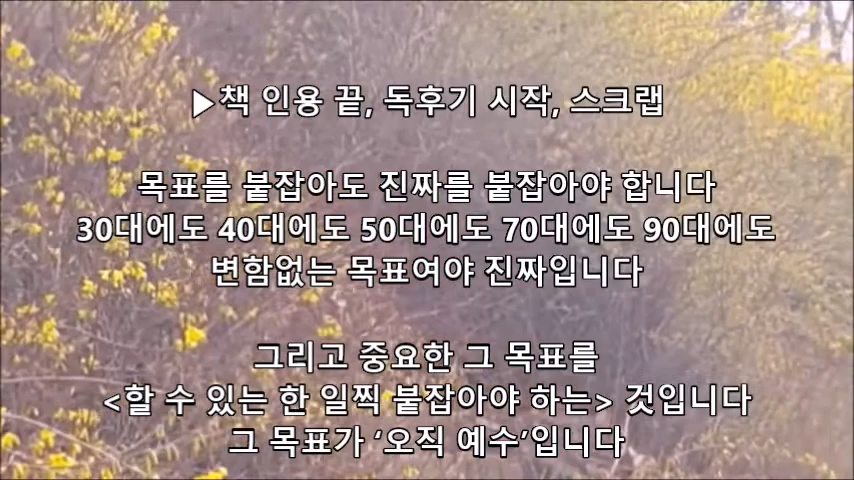 ▶책 인용 끝, 독후기 시작, 스크랩
목표를 붙잡아도 진짜를 붙잡아야 합니다
30대에도 40대에도 50대에도 70대에도 90대에도
변함없는 목표여야 진짜입니다
그리고 중요한 그 목표를
<할 수 있는 한 일찍 붙잡아야 하는> 것입니다
그 목표가 ‘오직 예수’입니다